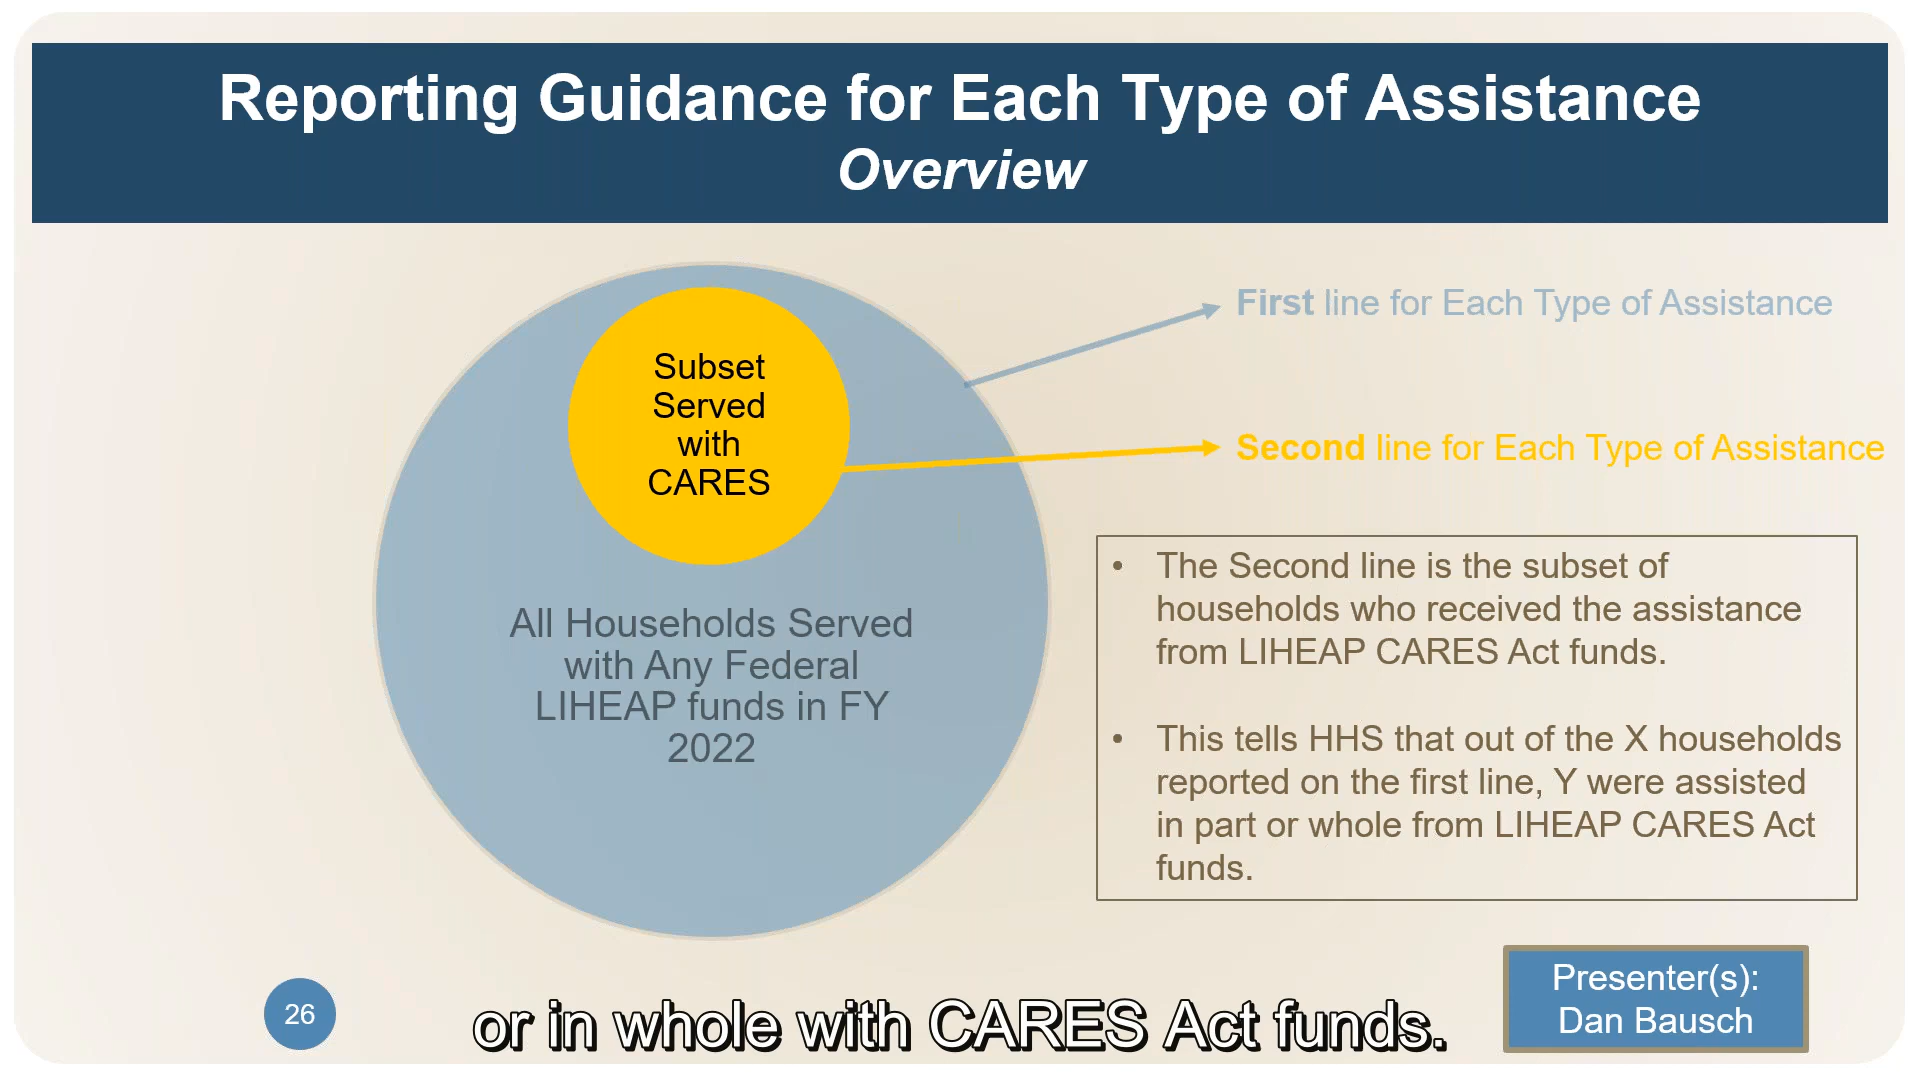 Reporting Guidance for Each Type of Assistance
Overview
Subset
Served
with
CARES
All Households Served
with Any Federal
LIHEAP funds in FY
2022
First line for Each Type of Assistance
Second line for Each Type of Assistance
• The Second line is the subset of
households who received the assistance
from LIHEAP CARES Act funds.
• This tells HHS that out of the X households
reported on the first line, Y were assisted
in part or whole from LIHEAP CARES Act
funds.
26
or in whole with CARES Act funds.
Presenter(s):
Dan Bausch